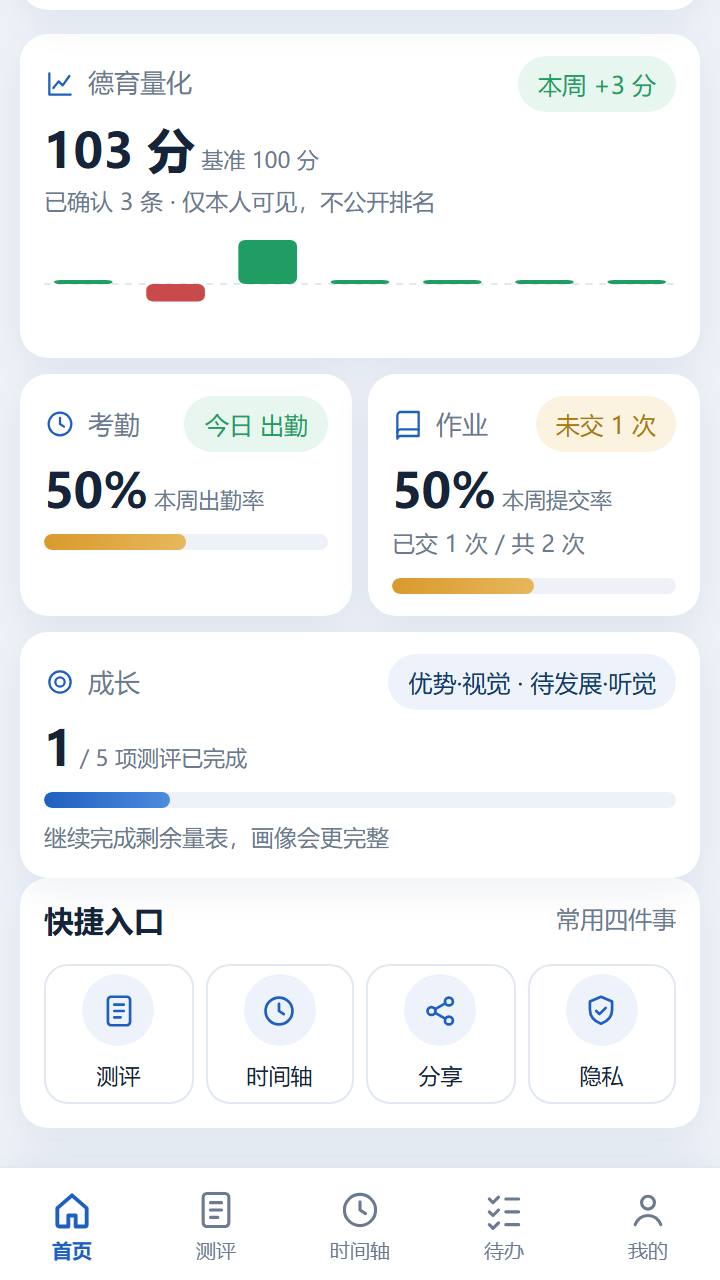 德育量化
本周 +3 分
103 分 基准 100 分
已确认 3 条 · 仅本人可见，不公开排名
考勤
今日 出勤
50% 本周出勤率
作业
未交 1 次
50% 本周提交率
已交 1 次 / 共 2 次
成长
优势·视觉 · 待发展·听觉
1 / 5 项测评已完成
继续完成剩余量表，画像会更完整
快捷入口
常用四件事
测评
时间轴
分享
隐私
首页
测评
时间轴
待办
我的